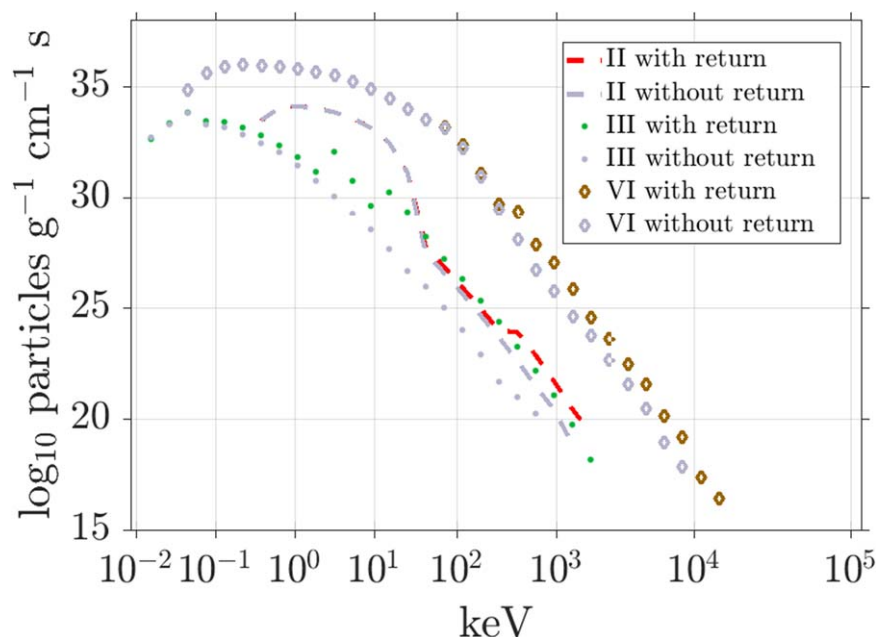 log₁₀ particles g⁻¹ cm⁻¹ s
35
30
25
20
15
II with return
II without return
III with return
III without return
VI with return
VI without return
10⁻² 10⁻¹ 10⁰ 10¹ 10² 10³ 10⁴ 10⁵
keV